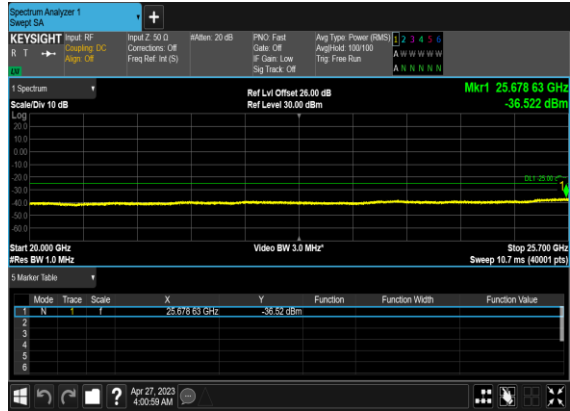 Spectrum Analyzer 1
Swept SA
+
KEYSIGHT Input: RF Input Z: 50 Ω #Atten: 20 dB PNO: Fast Avg Type: Power (RMS) 1 2 3 4 5 6
R T Coupling: DC Corrections: Off Gate: Off Avg|Hold: 100/100 A W W W W W
Align: Off Freq Ref: Int (S) IF Gain: Low Trig: Free Run
Sig Track: Off A N N N N N
LXI
1 Spectrum Ref Lvl Offset 26.00 dB Mkr1 25.678 63 GHz
Scale/Div 10 dB Ref Level 30.00 dBm -36.522 dBm
Log
20.0
10.0
0.00
-10.0
-20.0
DL1 -25.00
1
-30.0
-40.0
-50.0
-60.0
Start 20.000 GHz Video BW 3.0 MHz* Stop 25.700 GHz
#Res BW 1.0 MHz Sweep 10.7 ms (40001 pts)
5 Marker Table
Mode Trace Scale X Y Function Function Width Function Value
1 N 1 f 25.678 63 GHz -36.52 dBm
2
3
4
5
6
? Apr 27, 2023
4:00:59 AM